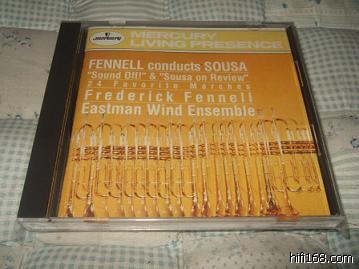 mercury
MERCURY
LIVING PRESENCE
FENNELL conducts SOUSA
"Sound Off!" & "Sousa on Review"
24 Favorite Marches
Frederick Fennell
Eastman Wind Ensemble
hifi168.com